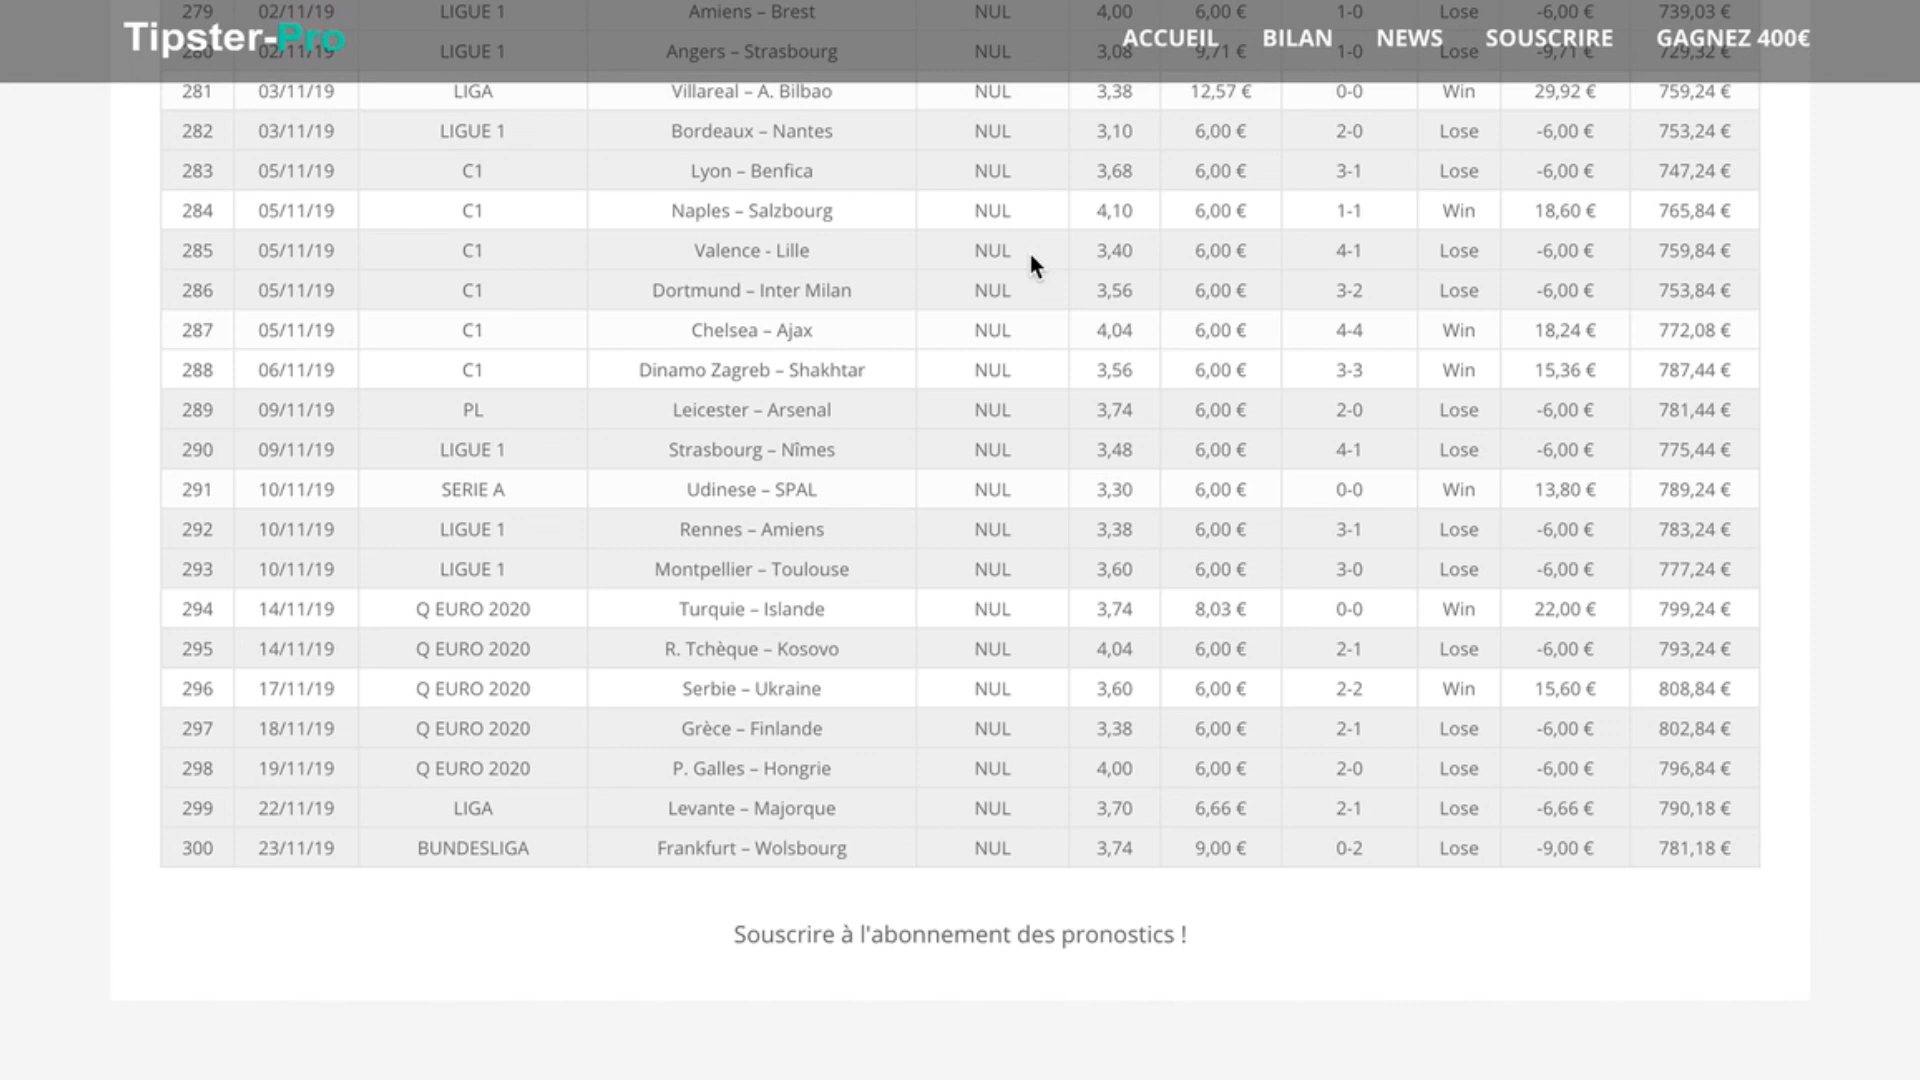 279 02/11/19 LIGUE 1 Amiens – Brest NUL 4,00 6,00 € 1-0 Lose -6,00 € 739,03 €
Tipster-Pro ACCUEIL BILAN NEWS SOUSCRIRE GAGNEZ 400€
280 02/11/19 LIGUE 1 Angers – Strasbourg NUL 3,08 9,71 € 1-0 Lose -9,71 € 729,32 €
281 03/11/19 LIGA Villareal – A. Bilbao NUL 3,38 12,57 € 0-0 Win 29,92 € 759,24 €
282 03/11/19 LIGUE 1 Bordeaux – Nantes NUL 3,10 6,00 € 2-0 Lose -6,00 € 753,24 €
283 05/11/19 C1 Lyon – Benfica NUL 3,68 6,00 € 3-1 Lose -6,00 € 747,24 €
284 05/11/19 C1 Naples – Salzbourg NUL 4,10 6,00 € 1-1 Win 18,60 € 765,84 €
285 05/11/19 C1 Valence - Lille NUL 3,40 6,00 € 4-1 Lose -6,00 € 759,84 €
286 05/11/19 C1 Dortmund – Inter Milan NUL 3,56 6,00 € 3-2 Lose -6,00 € 753,84 €
287 05/11/19 C1 Chelsea – Ajax NUL 4,04 6,00 € 4-4 Win 18,24 € 772,08 €
288 06/11/19 C1 Dinamo Zagreb – Shakhtar NUL 3,56 6,00 € 3-3 Win 15,36 € 787,44 €
289 09/11/19 PL Leicester – Arsenal NUL 3,74 6,00 € 2-0 Lose -6,00 € 781,44 €
290 09/11/19 LIGUE 1 Strasbourg – Nîmes NUL 3,48 6,00 € 4-1 Lose -6,00 € 775,44 €
291 10/11/19 SERIE A Udinese – SPAL NUL 3,30 6,00 € 0-0 Win 13,80 € 789,24 €
292 10/11/19 LIGUE 1 Rennes – Amiens NUL 3,38 6,00 € 3-1 Lose -6,00 € 783,24 €
293 10/11/19 LIGUE 1 Montpellier – Toulouse NUL 3,60 6,00 € 3-0 Lose -6,00 € 777,24 €
294 14/11/19 Q EURO 2020 Turquie – Islande NUL 3,74 8,03 € 0-0 Win 22,00 € 799,24 €
295 14/11/19 Q EURO 2020 R. Tchèque – Kosovo NUL 4,04 6,00 € 2-1 Lose -6,00 € 793,24 €
296 17/11/19 Q EURO 2020 Serbie – Ukraine NUL 3,60 6,00 € 2-2 Win 15,60 € 808,84 €
297 18/11/19 Q EURO 2020 Grèce – Finlande NUL 3,38 6,00 € 2-1 Lose -6,00 € 802,84 €
298 19/11/19 Q EURO 2020 P. Galles – Hongrie NUL 4,00 6,00 € 2-0 Lose -6,00 € 796,84 €
299 22/11/19 LIGA Levante – Majorque NUL 3,70 6,66 € 2-1 Lose -6,66 € 790,18 €
300 23/11/19 BUNDESLIGA Frankfurt – Wolsbourg NUL 3,74 9,00 € 0-2 Lose -9,00 € 781,18 €
Souscrire à l'abonnement des pronostics !